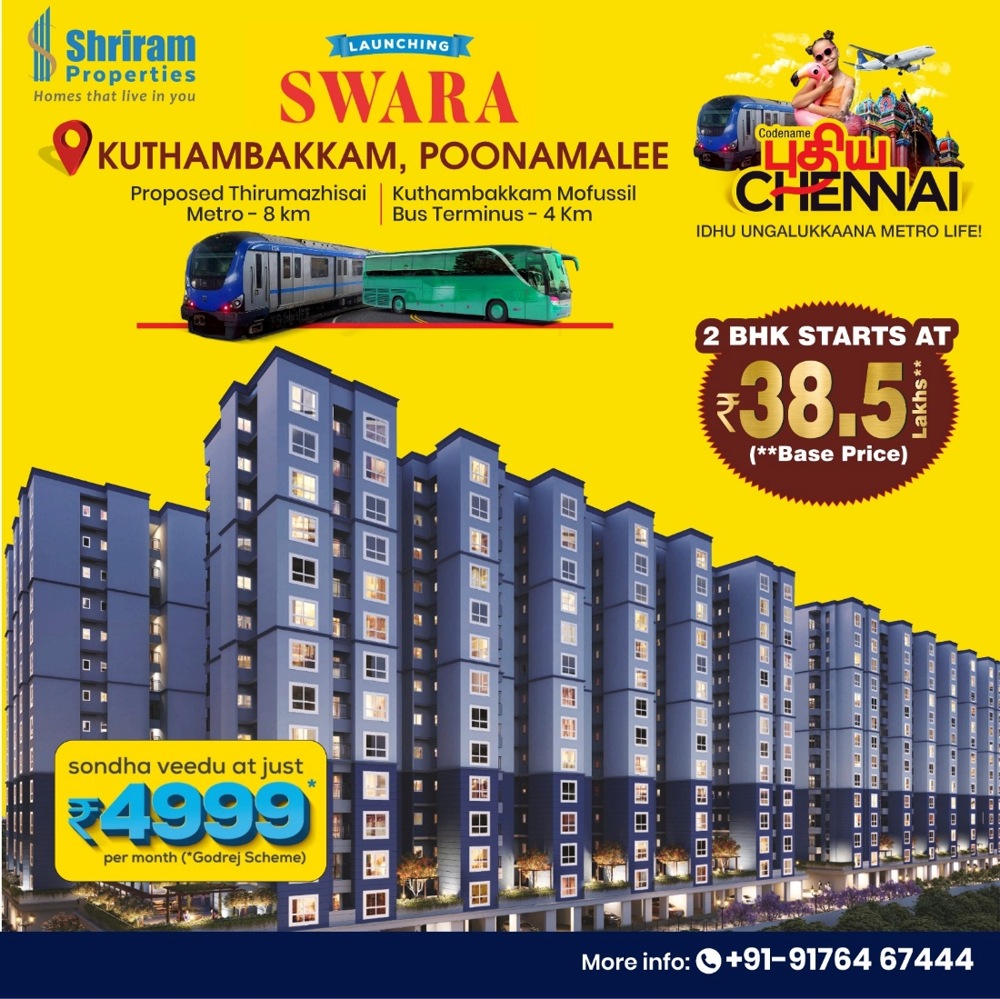 Shriram
Properties
Homes that live in you
LAUNCHING
SWARA
KUTHAMBAKKAM, POONAMALEE
Proposed Thirumazhisai
Metro - 8 km
Kuthambakkam Mofussil
Bus Terminus - 4 Km
Codename
புதிய
CHENNAI
IDHU UNGALUKKAANA METRO LIFE!
2 BHK STARTS AT
₹38.5 Lakhs**
(**Base Price)
sondha veedu at just
₹4999*
per month (*Godrej Scheme)
More info: +91-91764 67444